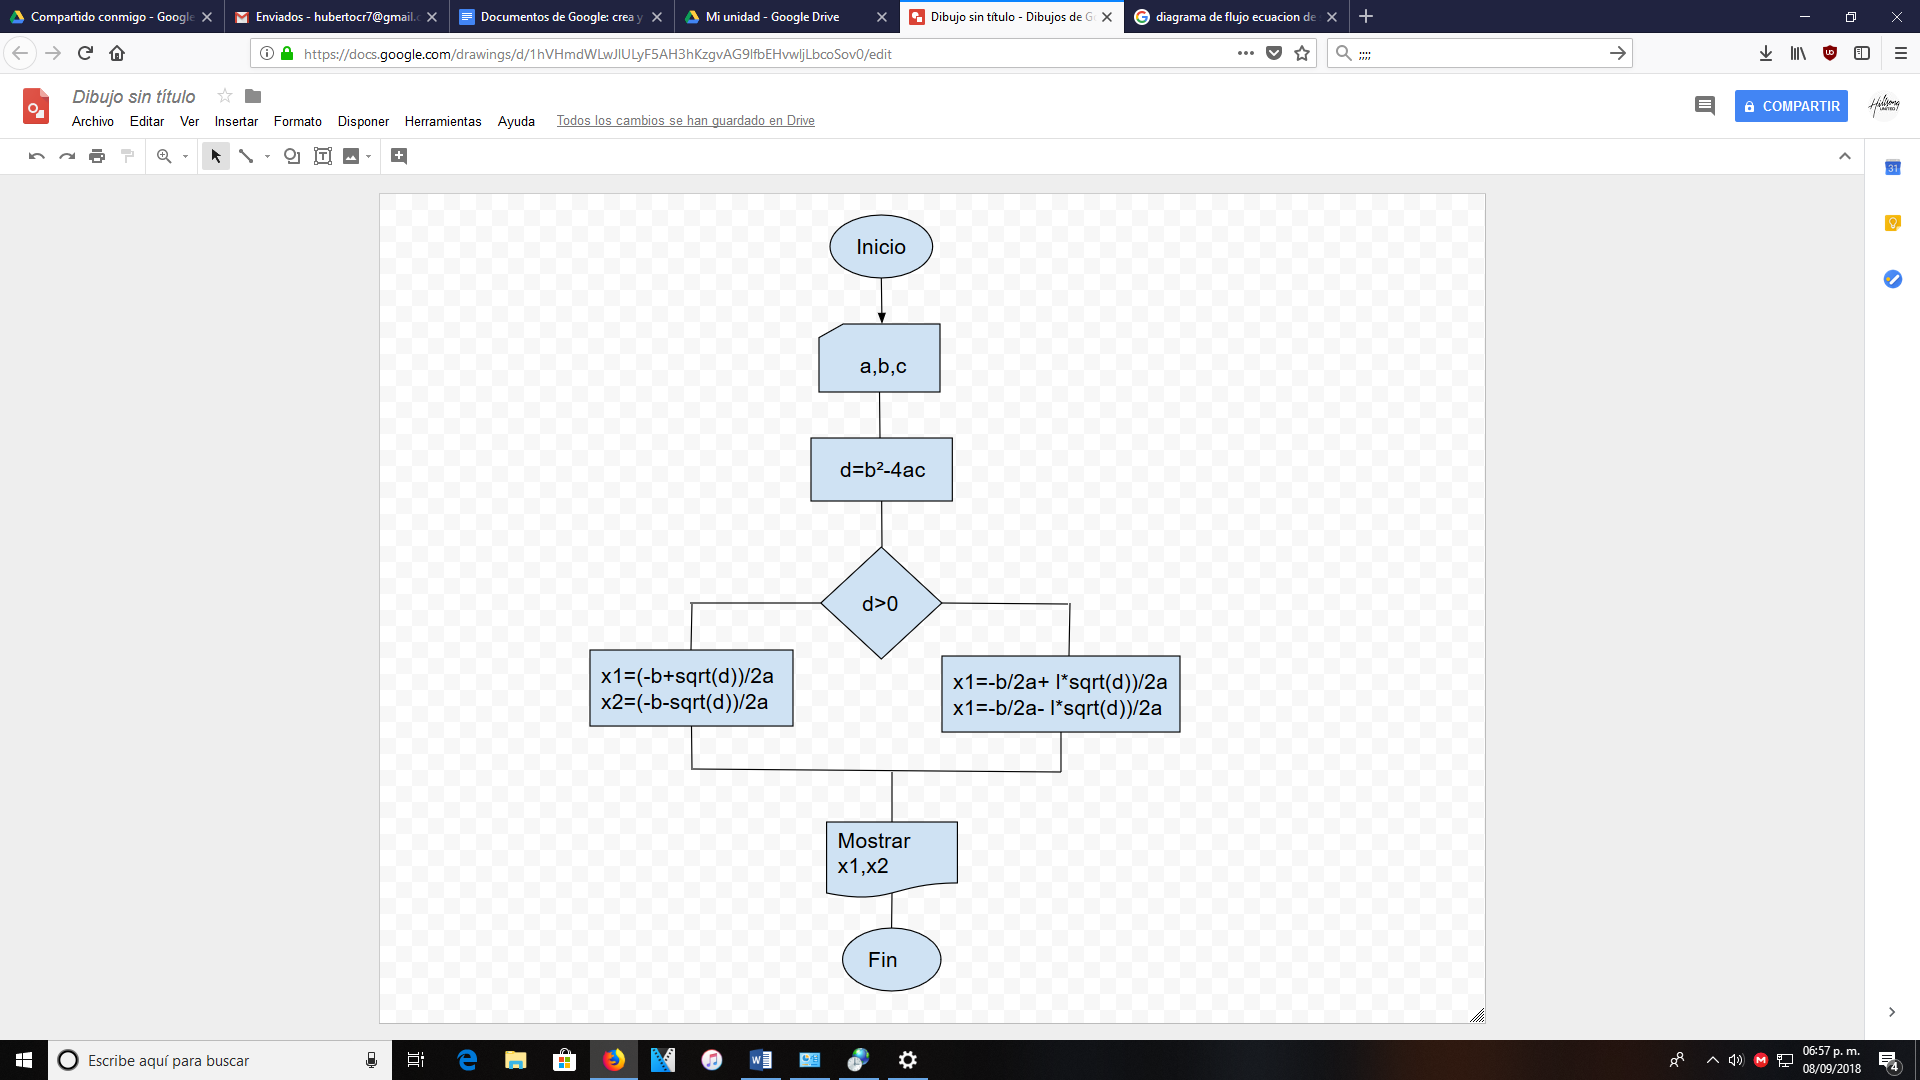 Compartido conmigo - Google
Enviados - hubertocr7@gmail.c
Documentos de Google: crea y
Mi unidad - Google Drive
Dibujo sin título - Dibujos de Go
diagrama de flujo ecuacion de
https://docs.google.com/drawings/d/1hVHmdWLwJlULyF5AH3hKzgvAG9lfbEHvwljLbcoSov0/edit
;;;;
Dibujo sin título
Archivo Editar Ver Insertar Formato Disponer Herramientas Ayuda Todos los cambios se han guardado en Drive
COMPARTIR
31
Inicio
a,b,c
d=b²-4ac
d>0
x1=(-b+sqrt(d))/2a
x2=(-b-sqrt(d))/2a
x1=-b/2a+ I*sqrt(d))/2a
x1=-b/2a- I*sqrt(d))/2a
Mostrar
x1,x2
Fin
Escribe aquí para buscar
06:57 p. m.
08/09/2018
4